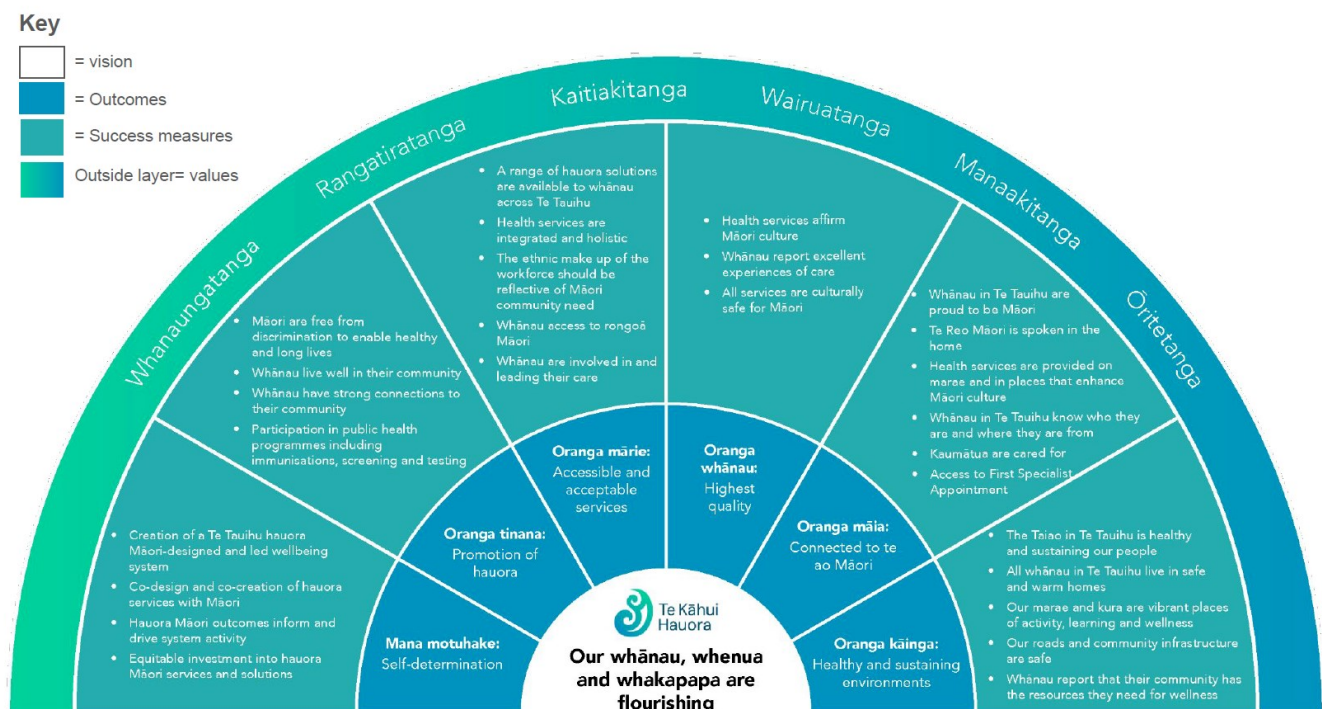 Key
= vision
= Outcomes
= Success measures
Outside layer= values
Whanaungatanga
Rangatiratanga
Kaitiakitanga
Wairuatanga
Manaakitanga
Ōritetanga
• Creation of a Te Tauihu hauora
Māori-designed and led wellbeing
system
• Co-design and co-creation of hauora
services with Māori
• Hauora Māori outcomes inform and
drive system activity
• Equitable investment into hauora
Māori services and solutions
• Māori are free from
discrimination to enable healthy
and long lives
• Whānau live well in their community
• Whānau have strong connections to
their community
• Participation in public health
programmes including
immunisations, screening and testing
• A range of hauora solutions
are available to whānau
across Te Tauihu
• Health services are
integrated and holistic
• The ethnic make up of the
workforce should be
reflective of Māori
community need
• Whānau access to rongoā
Māori
• Whānau are involved in and
leading their care
• Health services affirm
Māori culture
• Whānau report excellent
experiences of care
• All services are culturally
safe for Māori
• Whānau in Te Tauihu are
proud to be Māori
• Te Reo Māori is spoken in the
home
• Health services are provided on
marae and in places that enhance
Māori culture
• Whānau in Te Tauihu know who they
are and where they are from
• Kaumātua are cared for
• Access to First Specialist
Appointment
• The Taiao in Te Tauihu is healthy
and sustaining our people
• All whānau in Te Tauihu live in safe
and warm homes
• Our marae and kura are vibrant places
of activity, learning and wellness
• Our roads and community infrastructure
are safe
• Whānau report that their community has
the resources they need for wellness
Mana motuhake:
Self-determination
Oranga tinana:
Promotion of
hauora
Oranga mārie:
Accessible and
acceptable
services
Oranga
whānau:
Highest
quality
Oranga māia:
Connected to te
ao Māori
Oranga kāinga:
Healthy and sustaining
environments
Te Kāhui
Hauora
Our whānau, whenua
and whakapapa are
flourishing